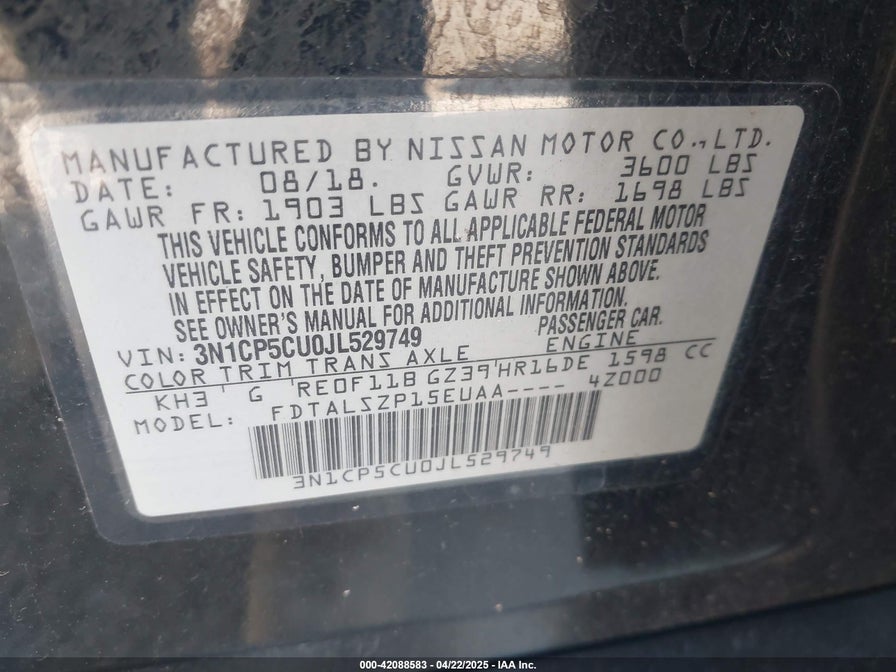 MANUFACTURED BY NISSAN MOTOR CO.,LTD.
DATE: 08/18. GVWR: 3600 LBS
GAWR FR: 1903 LBS GAWR RR: 1698 LBS
THIS VEHICLE CONFORMS TO ALL APPLICABLE FEDERAL MOTOR
VEHICLE SAFETY, BUMPER AND THEFT PREVENTION STANDARDS
IN EFFECT ON THE DATE OF MANUFACTURE SHOWN ABOVE.
SEE OWNER'S MANUAL FOR ADDITIONAL INFORMATION.
VIN: 3N1CP5CU0JL529749 PASSENGER CAR.
COLOR TRIM TRANS AXLE ENGINE
KH3 G RE0F11B GZ39 HR16DE 1598 CC
MODEL: FDTALSZP15EUAA---- 4Z000
3N1CP5CU0JL529749
000-42088583 - 04/22/2025 - IAA Inc.